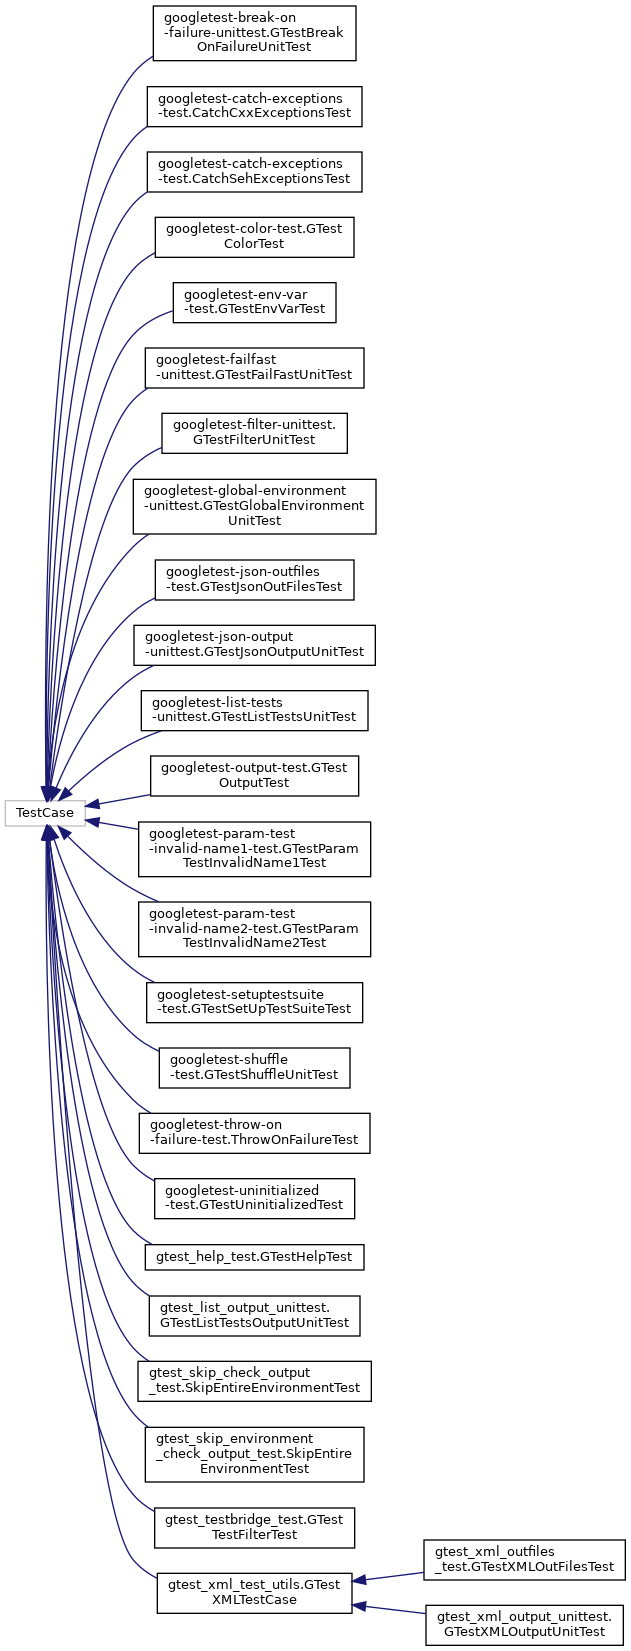 googletest-break-on
-failure-unittest.GTestBreak
OnFailureUnitTest
googletest-catch-exceptions
-test.CatchCxxExceptionsTest
googletest-catch-exceptions
-test.CatchSehExceptionsTest
googletest-color-test.GTest
ColorTest
googletest-env-var
-test.GTestEnvVarTest
googletest-failfast
-unittest.GTestFailFastUnitTest
googletest-filter-unittest.
GTestFilterUnitTest
googletest-global-environment
-unittest.GTestGlobalEnvironment
UnitTest
googletest-json-outfiles
-test.GTestJsonOutFilesTest
googletest-json-output
-unittest.GTestJsonOutputUnitTest
googletest-list-tests
-unittest.GTestListTestsUnitTest
googletest-output-test.GTest
OutputTest
TestCase
googletest-param-test
-invalid-name1-test.GTestParam
TestInvalidName1Test
googletest-param-test
-invalid-name2-test.GTestParam
TestInvalidName2Test
googletest-setuptestsuite
-test.GTestSetUpTestSuiteTest
googletest-shuffle
-test.GTestShuffleUnitTest
googletest-throw-on
-failure-test.ThrowOnFailureTest
googletest-uninitialized
-test.GTestUninitializedTest
gtest_help_test.GTestHelpTest
gtest_list_output_unittest.
GTestListTestsOutputUnitTest
gtest_skip_check_output
_test.SkipEntireEnvironmentTest
gtest_skip_environment
_check_output_test.SkipEntire
EnvironmentTest
gtest_testbridge_test.GTest
TestFilterTest
gtest_xml_test_utils.GTest
XMLTestCase
gtest_xml_outfiles
_test.GTestXMLOutFilesTest
gtest_xml_output_unittest.
GTestXMLOutputUnitTest